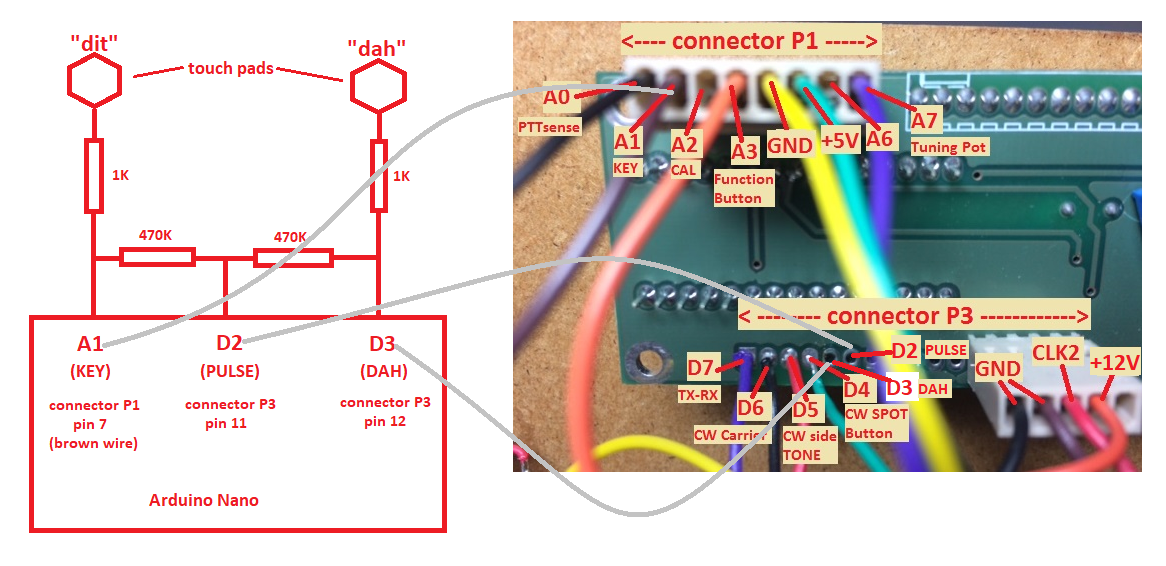 "dit"
"dah"
touch pads
1K
1K
470K
470K
A1
(KEY)
connector P1
pin 7
(brown wire)
D2
(PULSE)
connector P3
pin 11
D3
(DAH)
connector P3
pin 12
Arduino Nano
<---- connector P1 ----->
A0
PTTsense
A1
KEY
A2
CAL
A3
Function
Button
GND
+5V
A6
A7
Tuning Pot
< -------- connector P3 ------------>
D7
TX-RX
D6
CW Carrier
D5
CW side
TONE
D4
CW SPOT
Button
D3 DAH
D2 PULSE
GND
CLK2
+12V